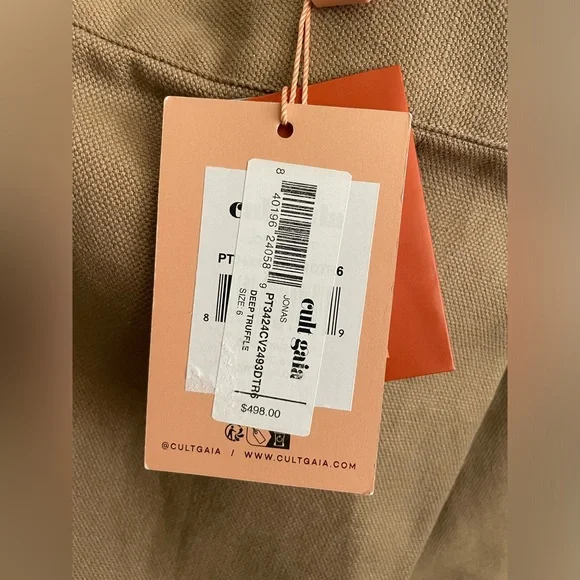 cult gaia
JONAS
8 40196 24058 9
PT3424CV2493DTR6
DEEP TRUFFLE
SIZE: 6
$498.00
PT
6
8
9
@CULTGAIA / WWW.CULTGAIA.COM